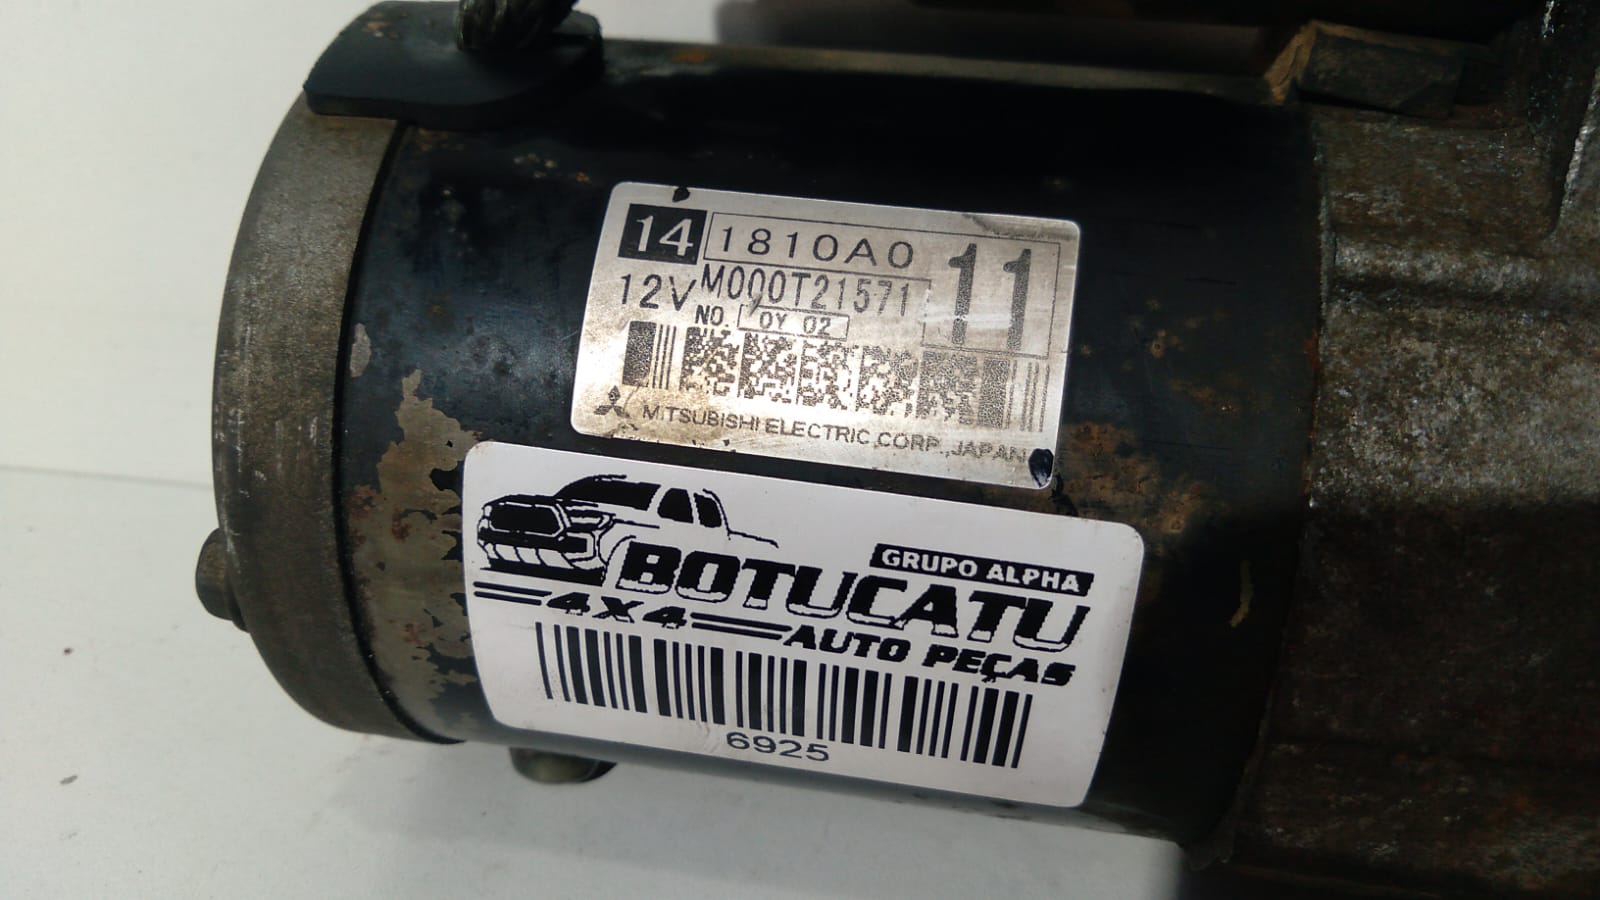 14 1810A0 11
12V M000T21571
NO. 0Y 02
MITSUBISHI ELECTRIC CORP., JAPAN
GRUPO ALPHA
BOTUCATU
4X4 AUTO PEÇAS
6925